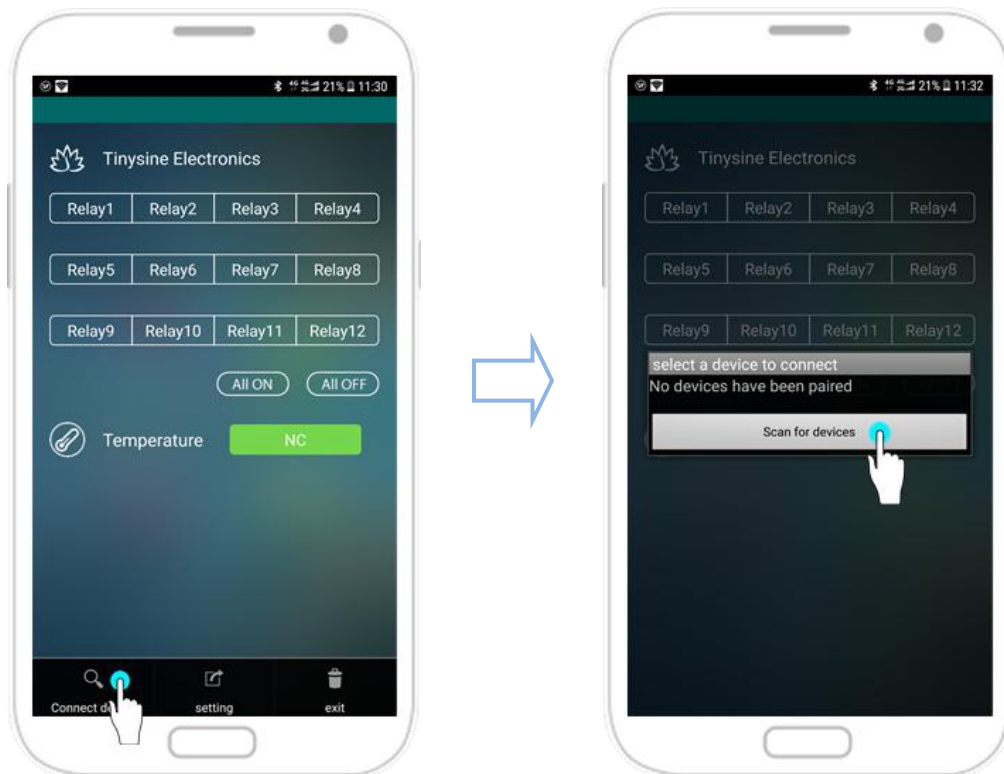 21% 11:30
Tinysine Electronics
Relay1 Relay2 Relay3 Relay4
Relay5 Relay6 Relay7 Relay8
Relay9 Relay10 Relay11 Relay12
All ON All OFF
Temperature NC
Connect setting exit
21% 11:32
Tinysine Electronics
Relay1 Relay2 Relay3 Relay4
Relay5 Relay6 Relay7 Relay8
Relay9 Relay10 Relay11 Relay12
select a device to connect
No devices have been paired
Scan for devices